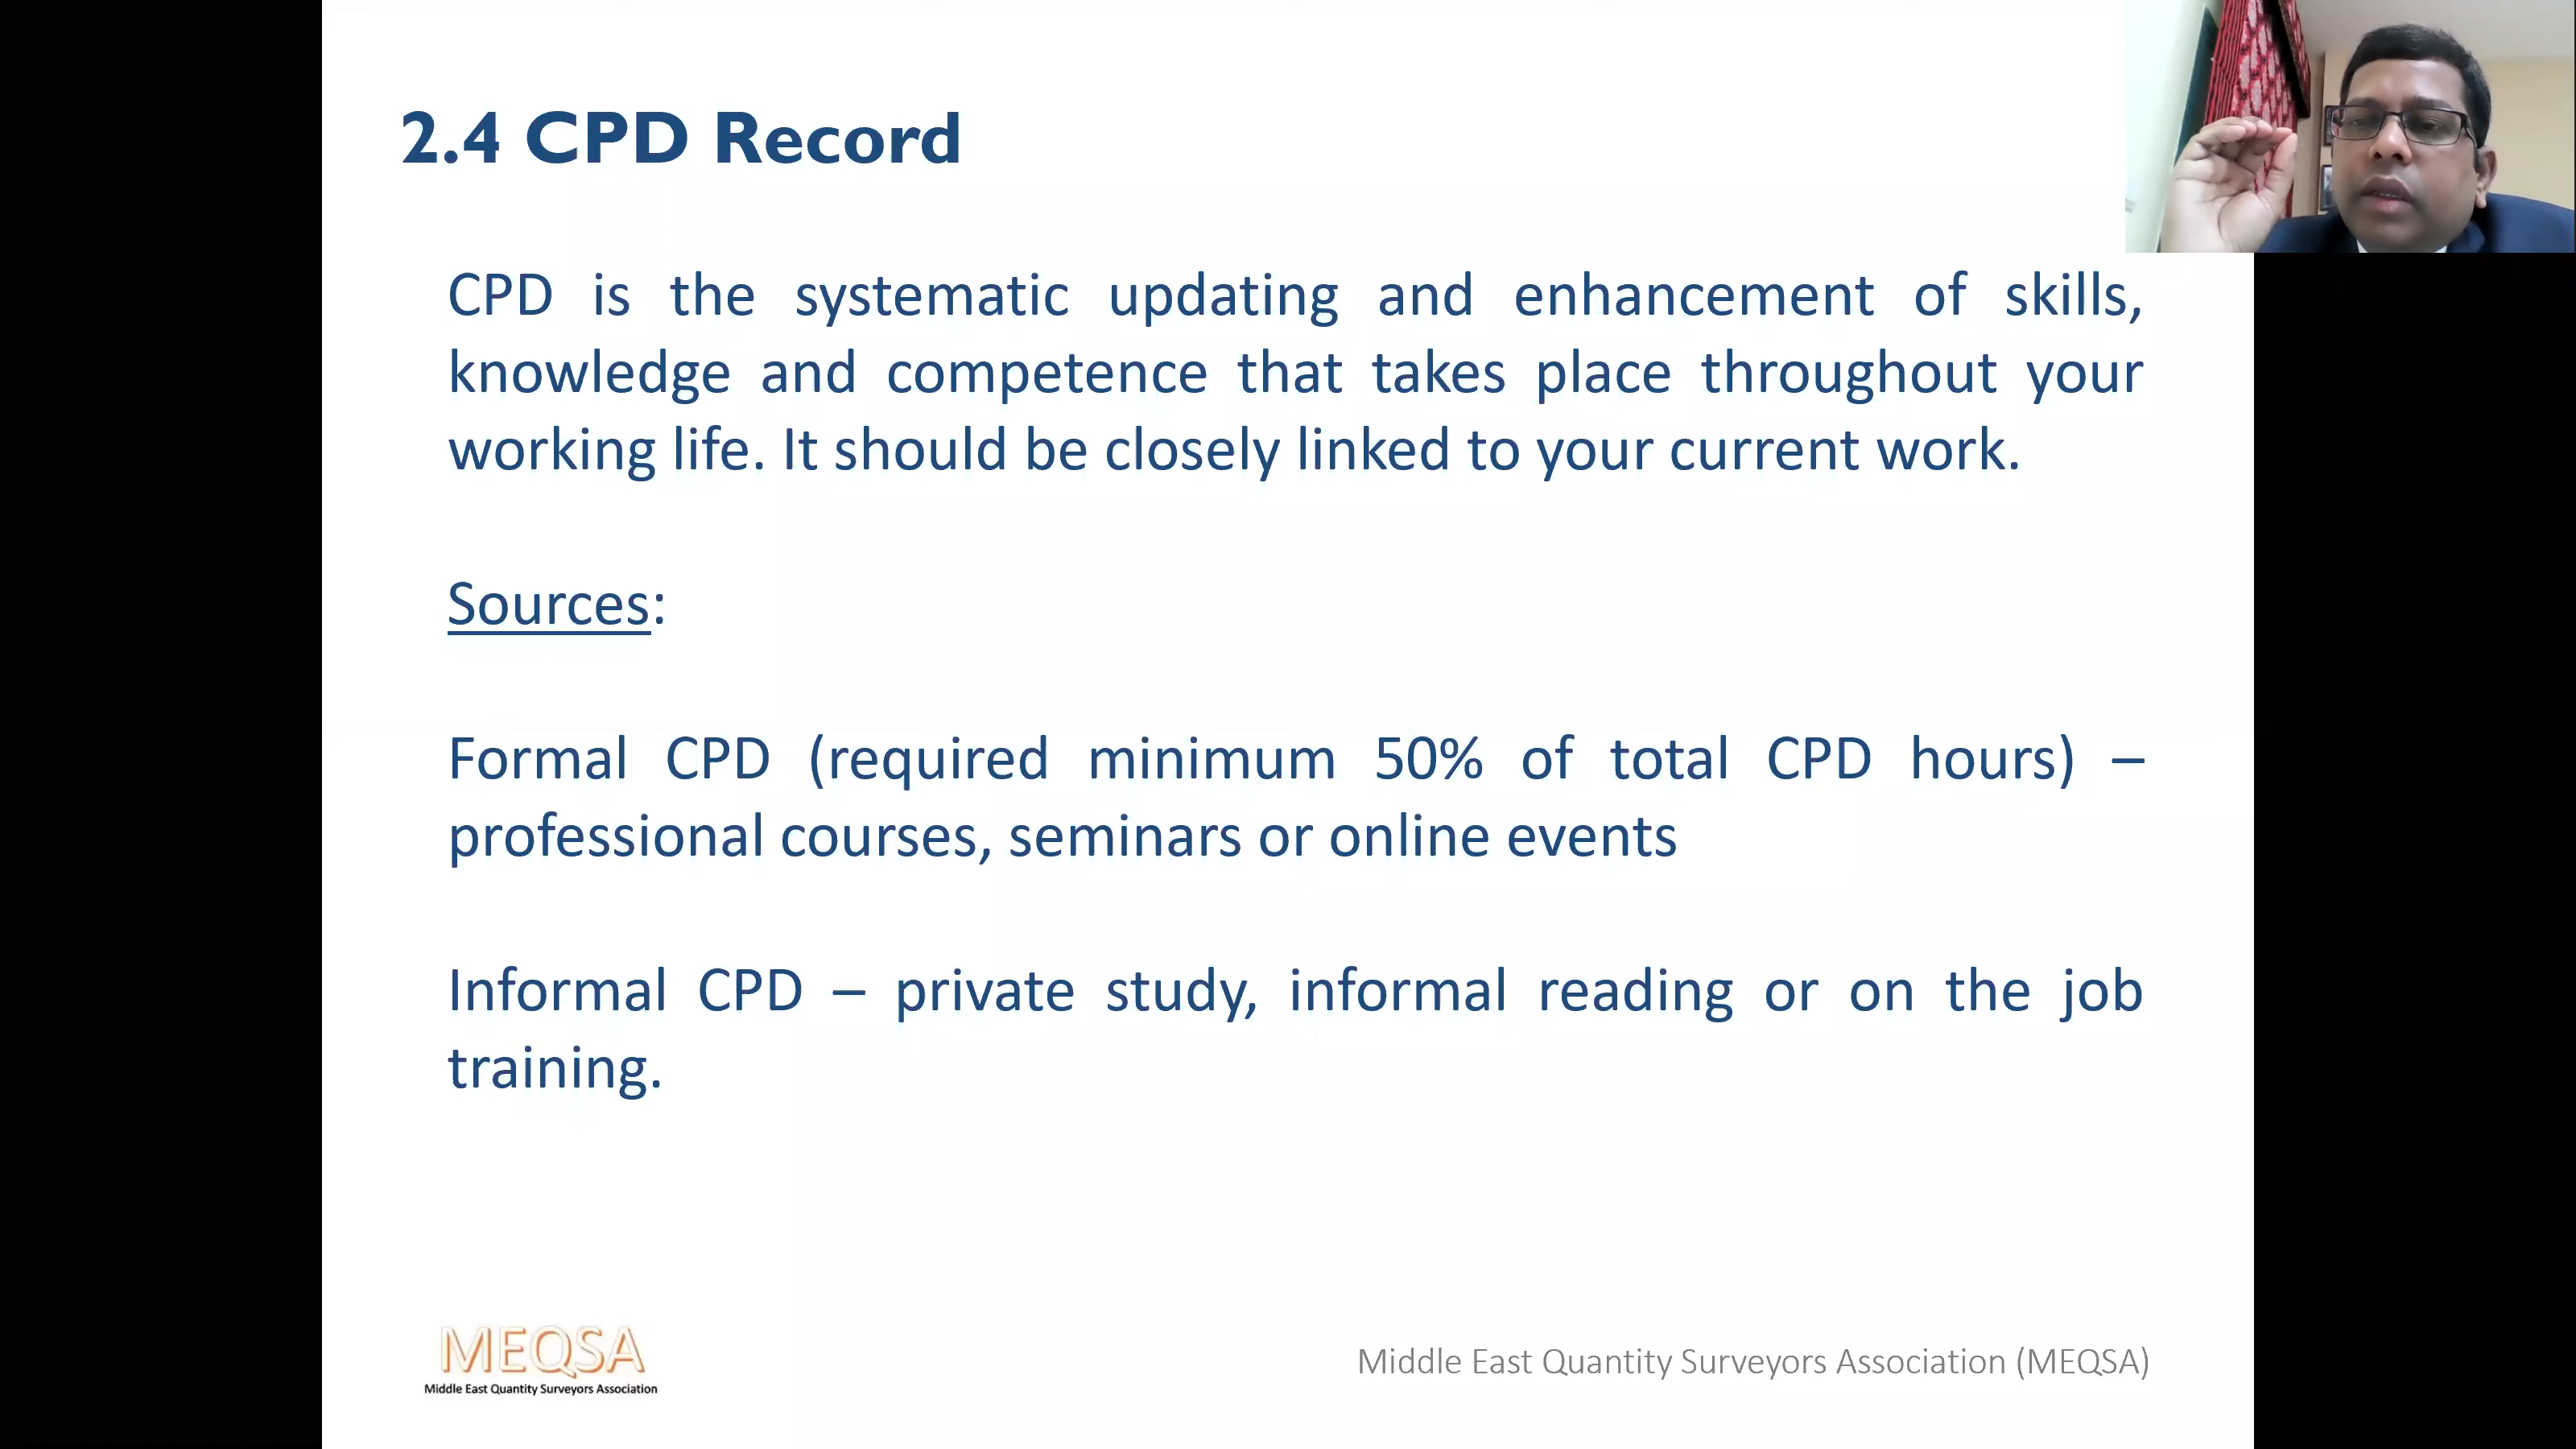 2.4 CPD Record
CPD is the systematic updating and enhancement of skills,
knowledge and competence that takes place throughout your
working life. It should be closely linked to your current work.
Sources:
Formal CPD (required minimum 50% of total CPD hours) –
professional courses, seminars or online events
Informal CPD – private study, informal reading or on the job
training.
MEQSA
Middle East Quantity Surveyors Association
Middle East Quantity Surveyors Association (MEQSA)